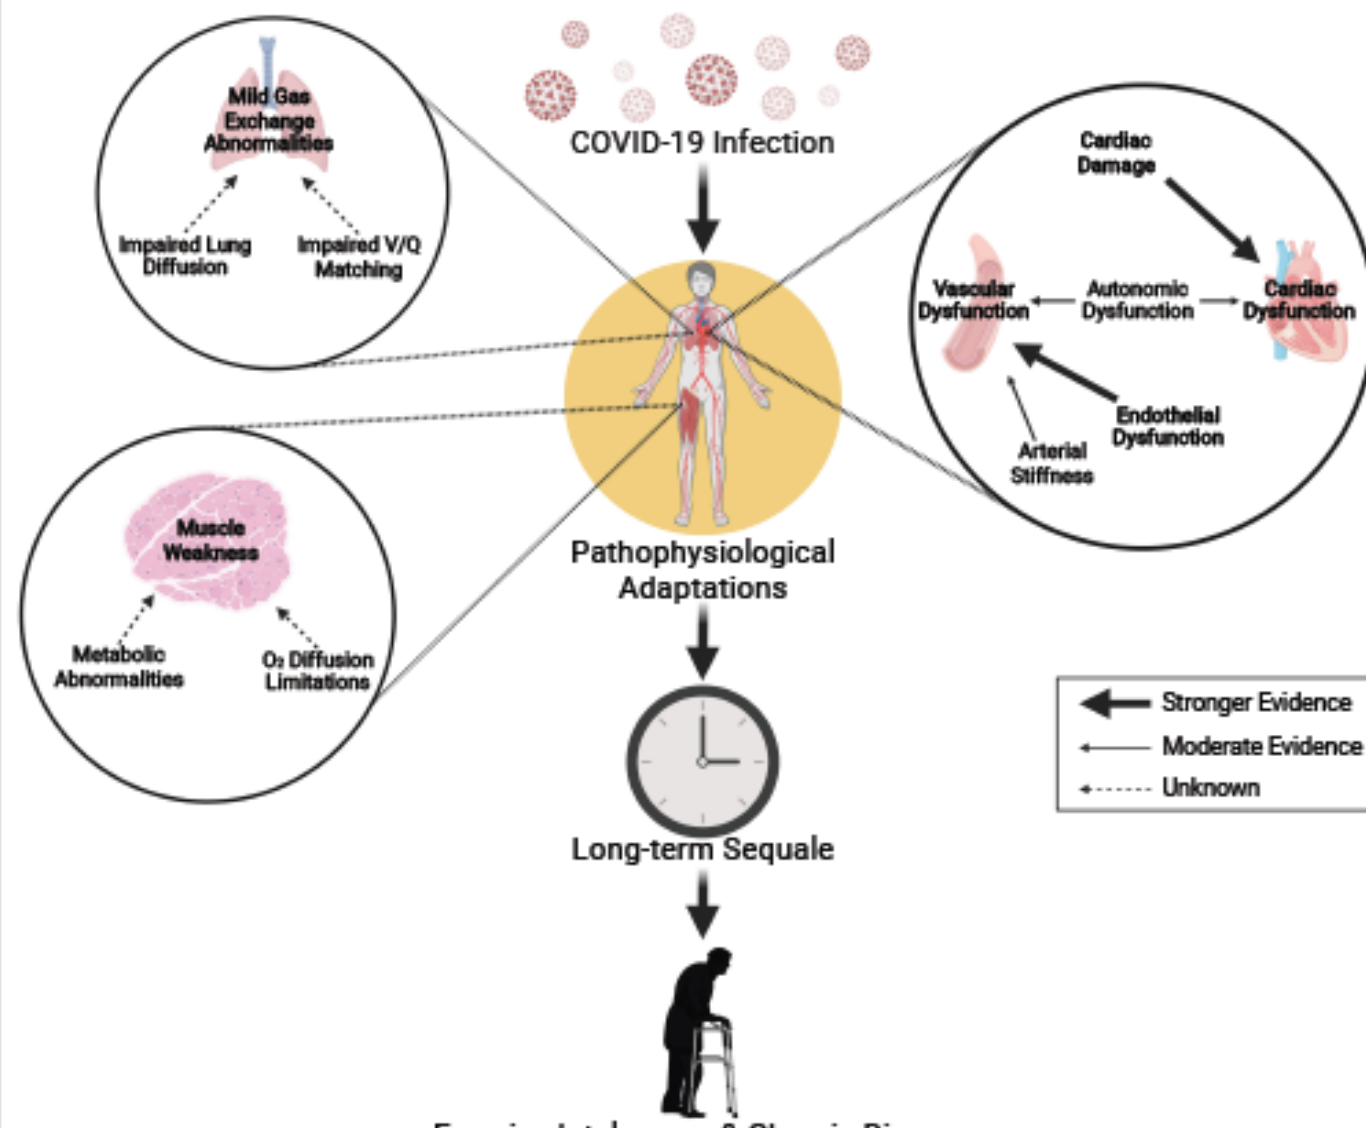 COVID-19 Infection
Mild Gas
Exchange
Abnormalities
Impaired Lung
Diffusion
Impaired V/Q
Matching
Cardiac
Damage
Vascular
Dysfunction
Autonomic
Dysfunction
Cardiac
Dysfunction
Endothelial
Dysfunction
Arterial
Stiffness
Muscle
Weakness
Metabolic
Abnormalities
O₂ Diffusion
Limitations
Pathophysiological
Adaptations
Stronger Evidence
Moderate Evidence
Unknown
Long-term Sequale